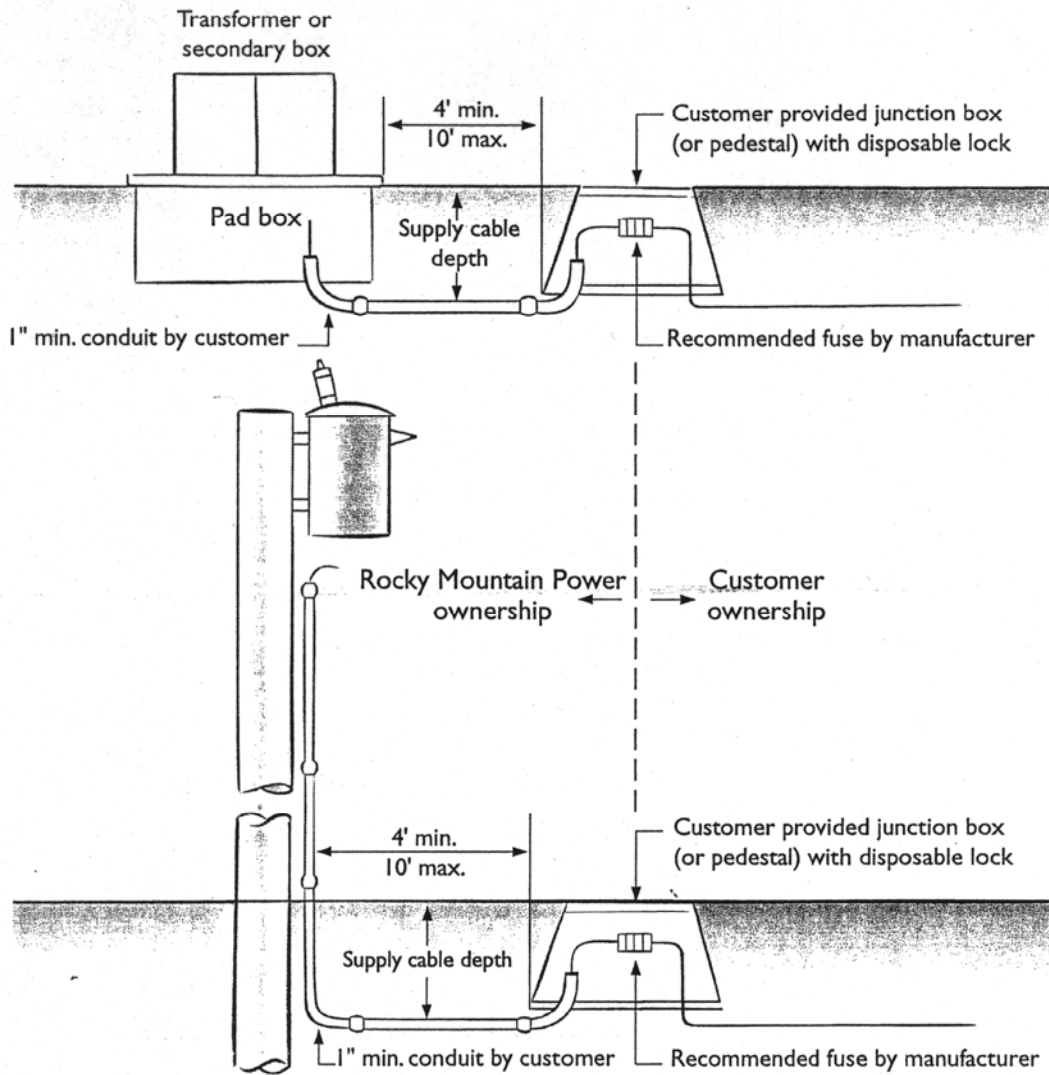 Transformer or
secondary box
4' min.
10' max.
Customer provided junction box
(or pedestal) with disposable lock
Pad box
Supply cable
depth
1" min. conduit by customer
Recommended fuse by manufacturer
Rocky Mountain Power
ownership
Customer
ownership
4' min.
10' max.
Customer provided junction box
(or pedestal) with disposable lock
Supply cable depth
1" min. conduit by customer
Recommended fuse by manufacturer